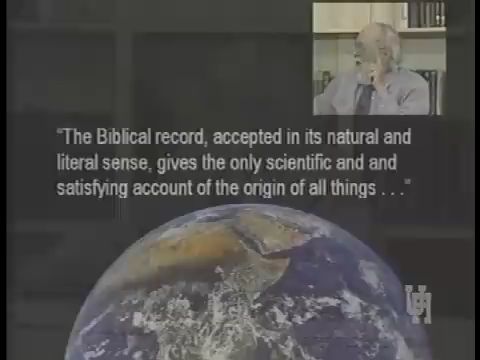 “The Biblical record, accepted in its natural and
literal sense, gives the only scientific and and
satisfying account of the origin of all things . . .”
UH